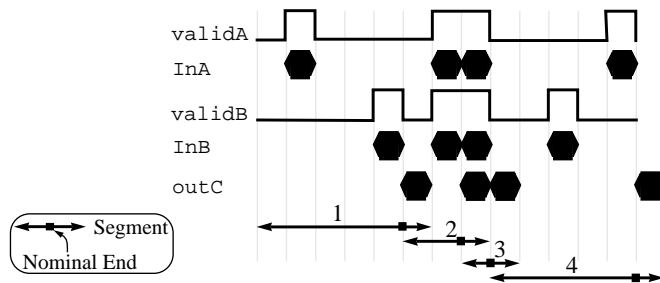 validA
InA
validB
InB
outC
1
2
3
4
Segment
Nominal End